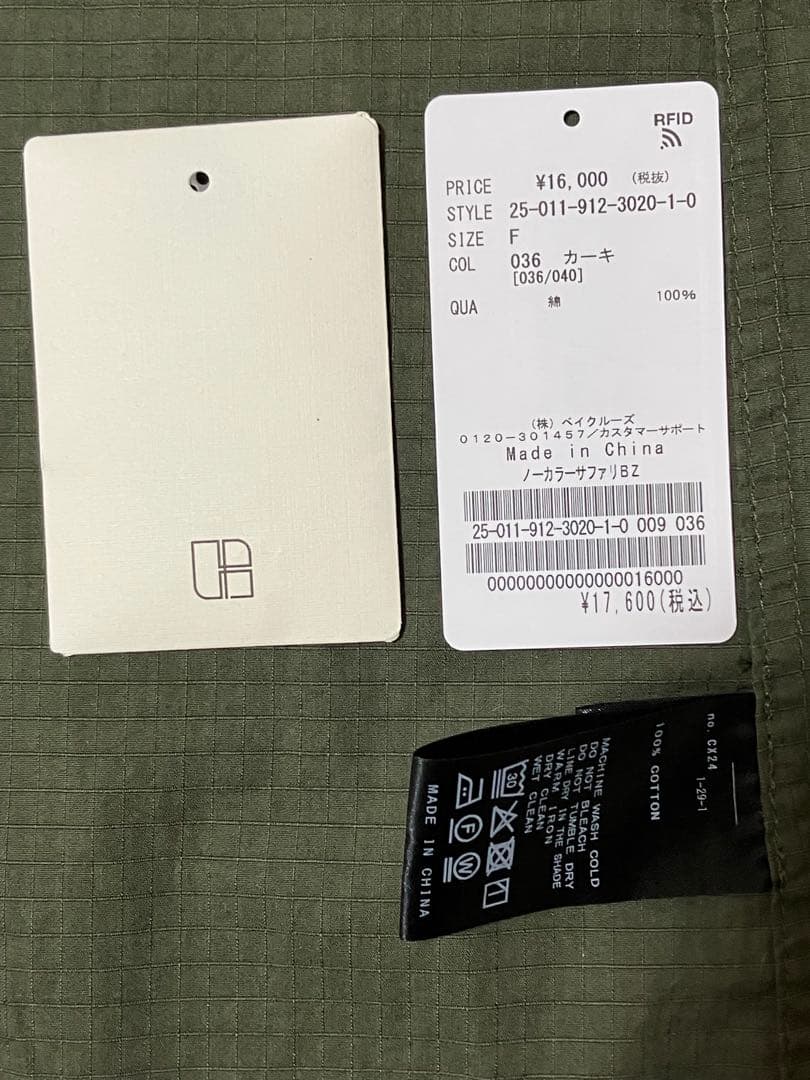 RFID
PRICE ¥16,000 (税抜)
STYLE 25-011-912-3020-1-0
SIZE F
COL 036 カーキ
[036/040]
QUA 綿 100%
(株)ベイクルーズ
0120-301457/カスタマーサポート
Made in China
ノーカラーサファリBZ
25-011-912-3020-1-0 009 036
00000000000000016000
¥17,600(税込)
no. CX24 1-29-1
100% COTTON
MACHINE WASH COLD
DO NOT BLEACH
DO NOT TUMBLE DRY
LINE DRY IN THE SHADE
WARM IRON
DRY CLEAN
WET CLEAN
30
F
W
MADE IN CHINA